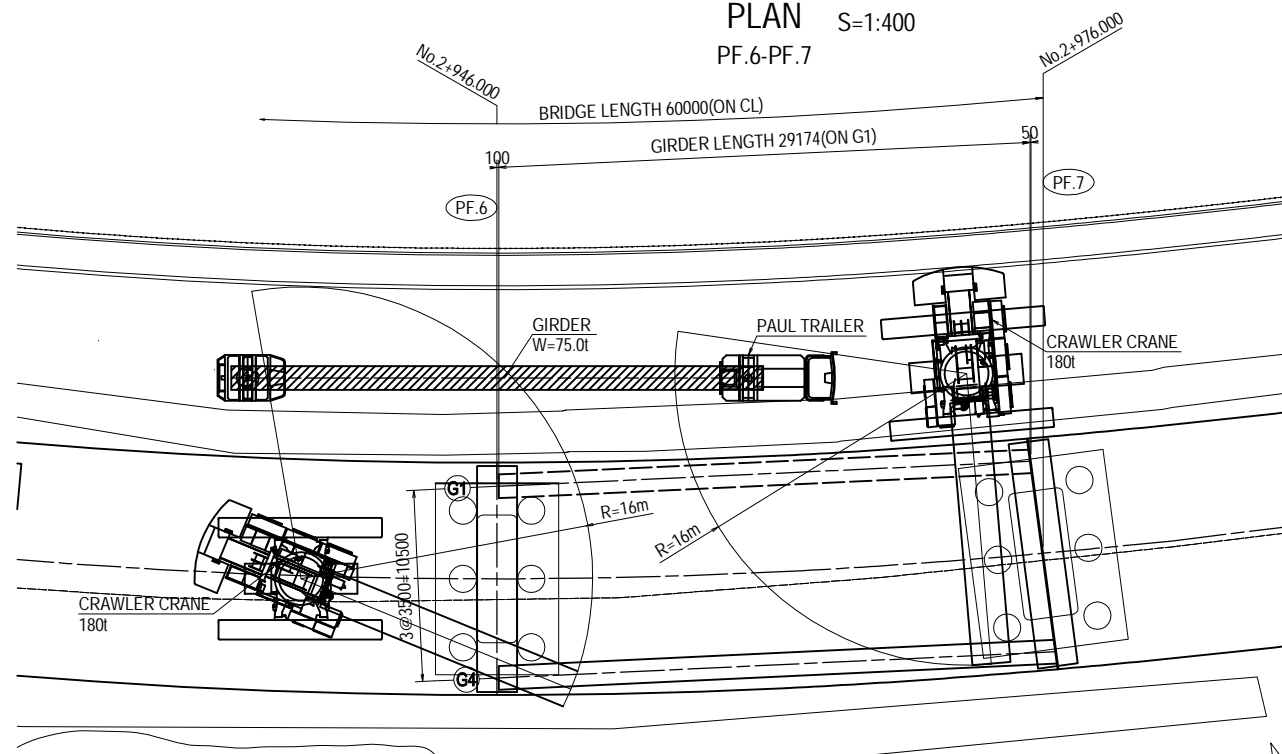 PLAN S=1:400
PF.6-PF.7
No.2+946.000
No.2+976.000
BRIDGE LENGTH 60000(ON CL)
GIRDER LENGTH 29174(ON G1)
100
50
PF.6
PF.7
GIRDER
W=75.0t
PAUL TRAILER
CRAWLER CRANE
180t
G1
R=16m
R=16m
3@3500=10500
CRAWLER CRANE
180t
G4